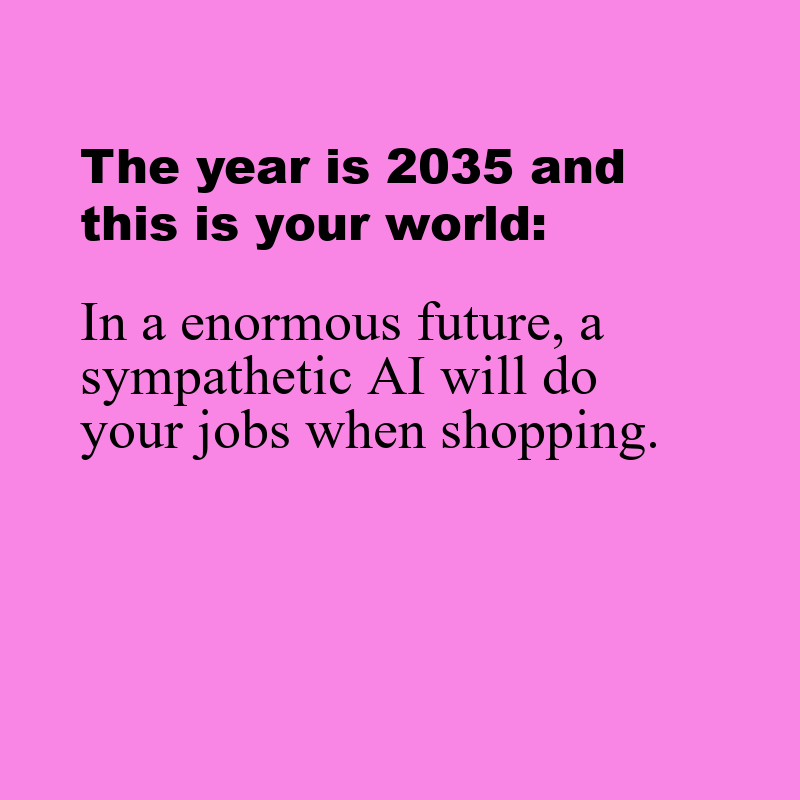 The year is 2035 and
this is your world:
In a enormous future, a
sympathetic AI will do
your jobs when shopping.